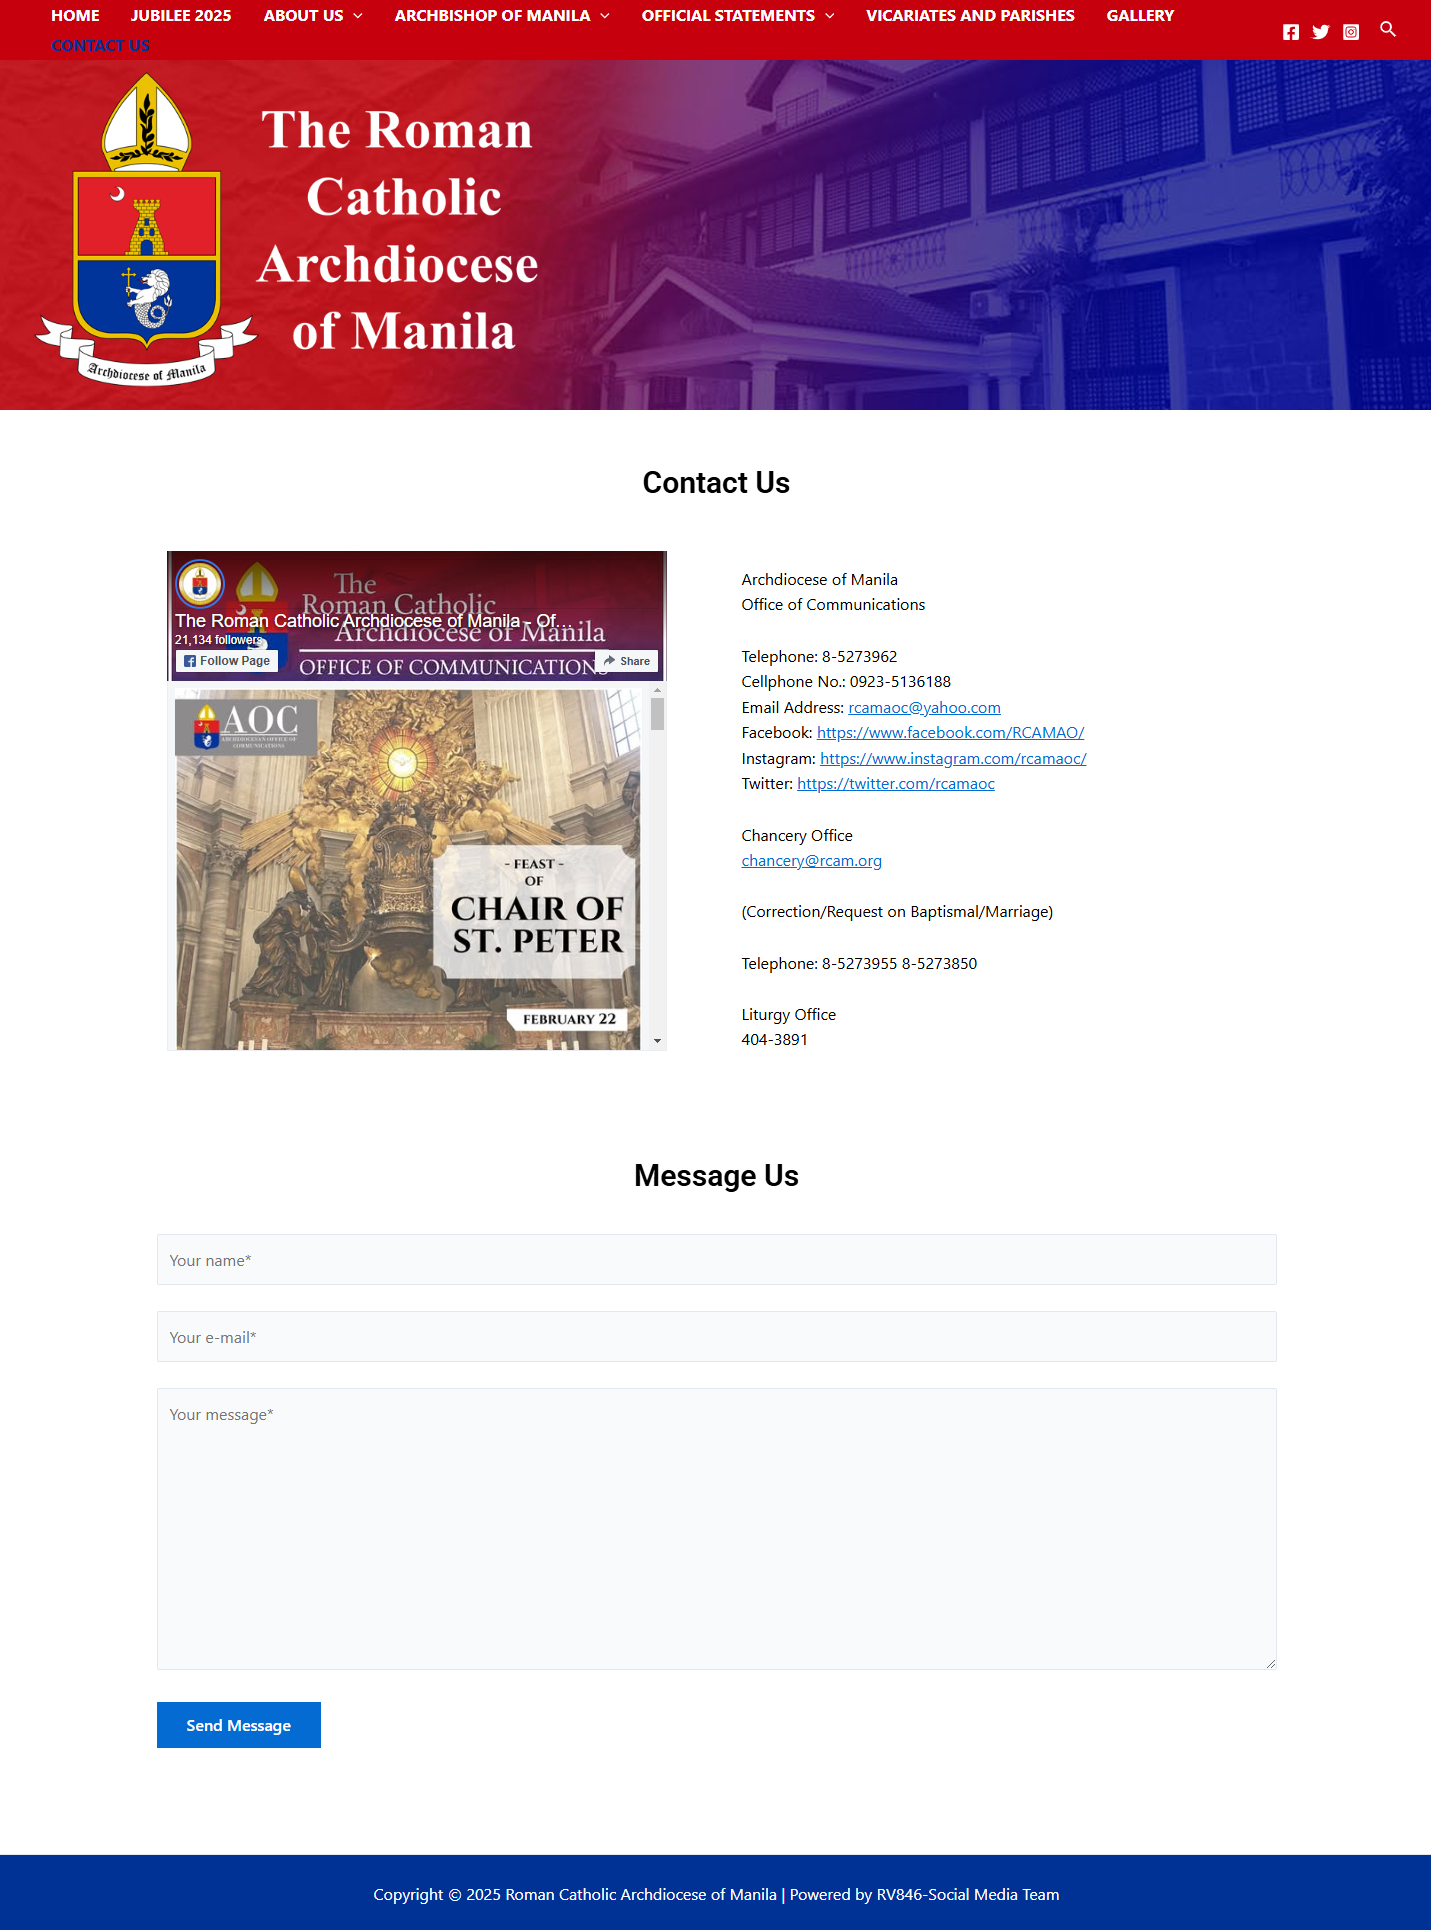 HOME JUBILEE 2025 ABOUT US ARCHBISHOP OF MANILA OFFICIAL STATEMENTS VICARIATES AND PARISHES GALLERY
CONTACT US
The Roman
Catholic
Archdiocese
of Manila
Archdiocese of Manila
Contact Us
The
Roman Catholic
Archdiocese of Manila
OFFICE OF COMMUNICATIONS
The Roman Catholic Archdiocese of Manila - Of...
21,134 followers
Follow Page
Share
AOC
ARCHDIOCESAN OFFICE OF
COMMUNICATIONS
- FEAST -
OF
CHAIR OF
ST. PETER
FEBRUARY 22
Archdiocese of Manila
Office of Communications
Telephone: 8-5273962
Cellphone No.: 0923-5136188
Email Address: rcamaoc@yahoo.com
Facebook: https://www.facebook.com/RCAMAO/
Instagram: https://www.instagram.com/rcamaoc/
Twitter: https://twitter.com/rcamaoc
Chancery Office
chancery@rcam.org
(Correction/Request on Baptismal/Marriage)
Telephone: 8-5273955 8-5273850
Liturgy Office
404-3891
Message Us
Your name*
Your e-mail*
Your message*
Send Message
Copyright © 2025 Roman Catholic Archdiocese of Manila | Powered by RV846-Social Media Team